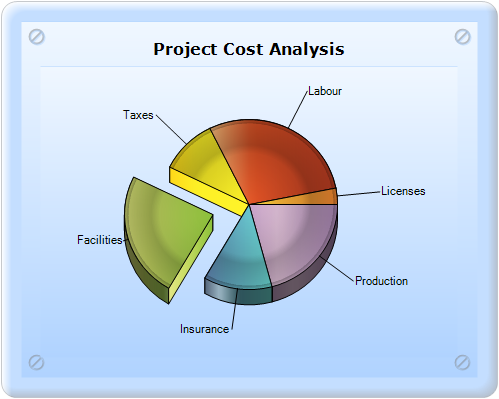 Project Cost Analysis
Labour
Taxes
Licenses
Facilities
Production
Insurance